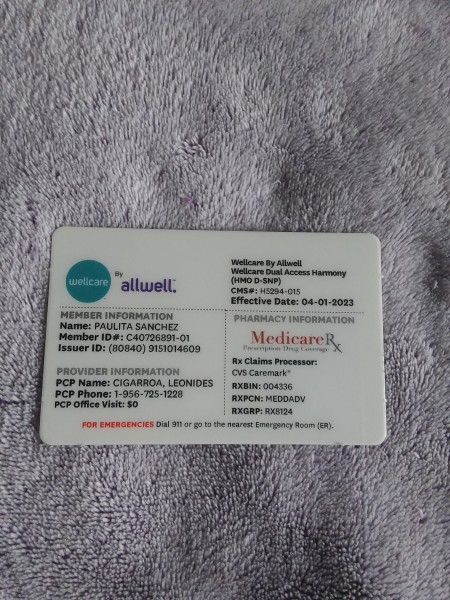 wellcare By allwell.
Wellcare By Allwell
Wellcare Dual Access Harmony
(HMO D-SNP)
CMS#: H5294-015
Effective Date: 04-01-2023
MEMBER INFORMATION
Name: PAULITA SANCHEZ
Member ID#: C40726891-01
Issuer ID: (80840) 9151014609
PROVIDER INFORMATION
PCP Name: CIGARROA, LEONIDES
PCP Phone: 1-956-725-1228
PCP Office Visit: $0
PHARMACY INFORMATION
MedicareRx
Prescription Drug Coverage
Rx Claims Processor:
CVS Caremark®
RXBIN: 004336
RXPCN: MEDDADV
RXGRP: RX8124
FOR EMERGENCIES Dial 911 or go to the nearest Emergency Room (ER).